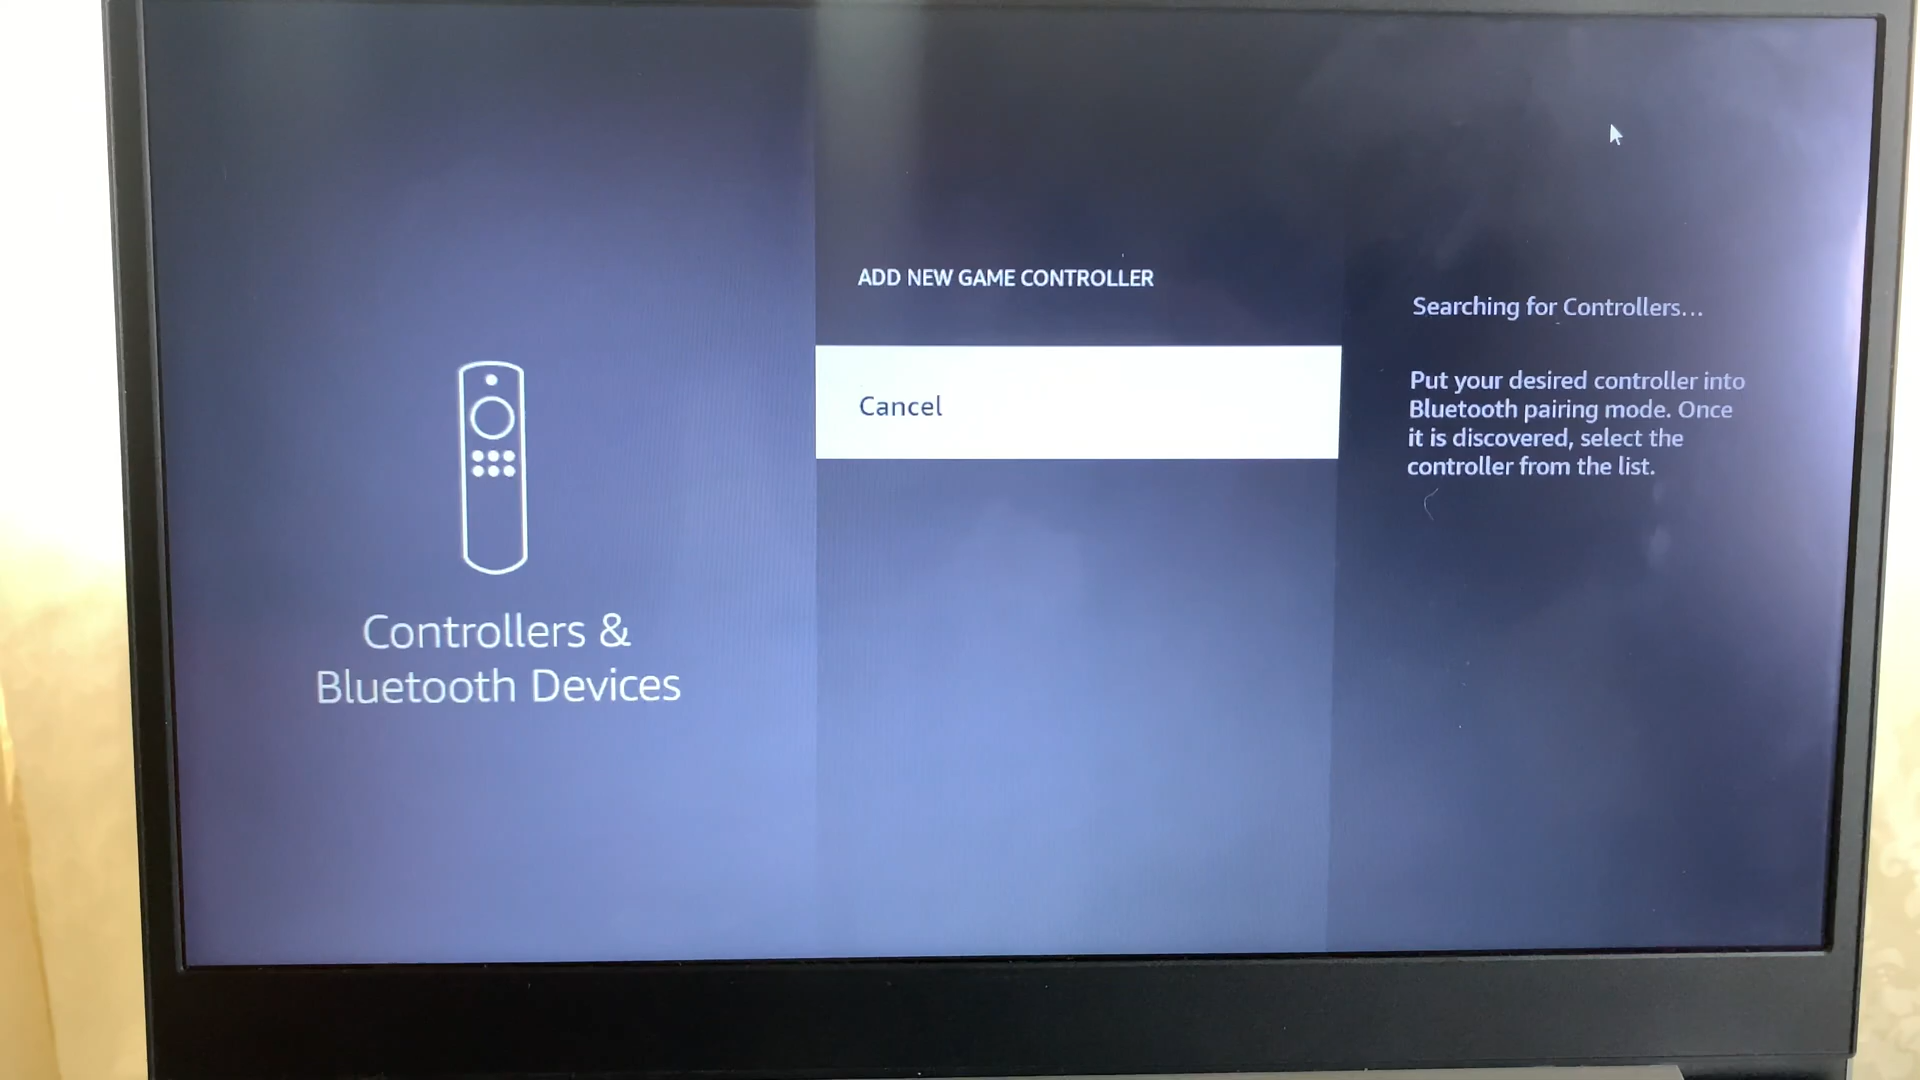 ADD NEW GAME CONTROLLER
Cancel
Controllers &
Bluetooth Devices
Searching for Controllers...
Put your desired controller into
Bluetooth pairing mode. Once
it is discovered, select the
controller from the list.